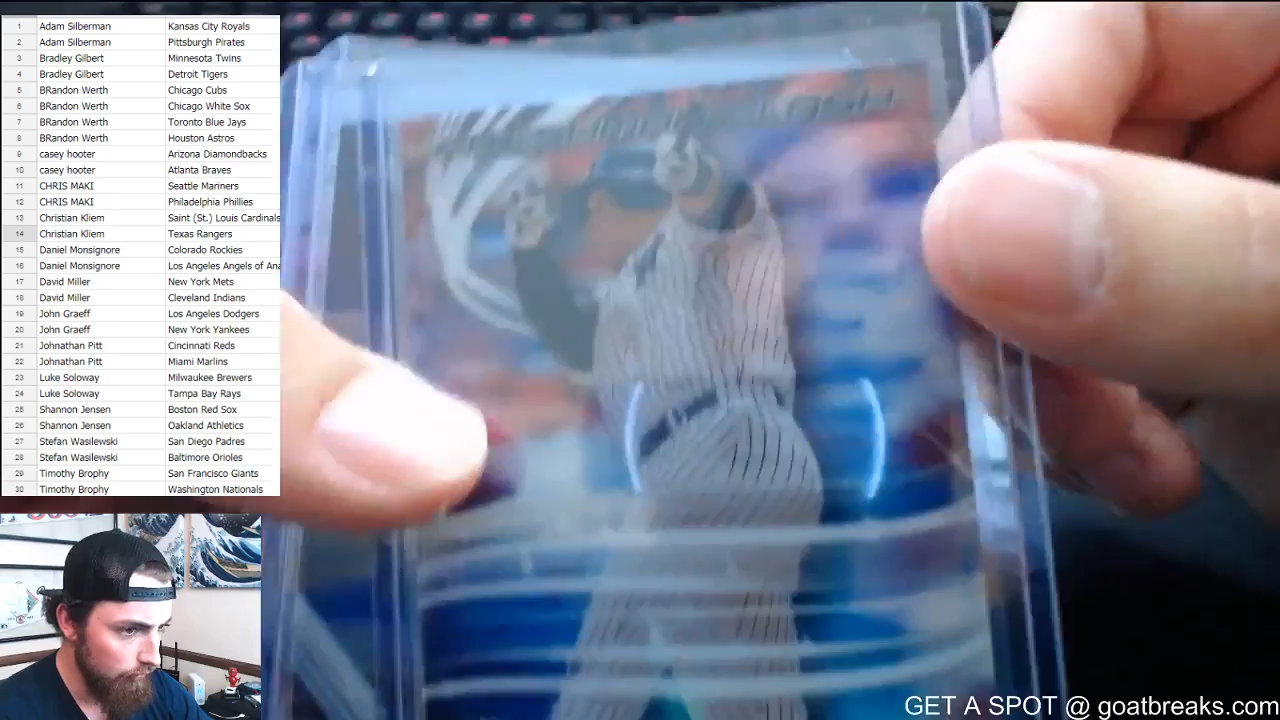 1 Adam Silberman Kansas City Royals
2 Adam Silberman Pittsburgh Pirates
3 Bradley Gilbert Minnesota Twins
4 Bradley Gilbert Detroit Tigers
5 BRandon Werth Chicago Cubs
6 BRandon Werth Chicago White Sox
7 BRandon Werth Toronto Blue Jays
8 BRandon Werth Houston Astros
9 casey hooter Arizona Diamondbacks
10 casey hooter Atlanta Braves
11 CHRIS MAKI Seattle Mariners
12 CHRIS MAKI Philadelphia Phillies
13 Christian Kliem Saint (St.) Louis Cardinals
14 Christian Kliem Texas Rangers
15 Daniel Monsignore Colorado Rockies
16 Daniel Monsignore Los Angeles Angels of Ana
17 David Miller New York Mets
18 David Miller Cleveland Indians
19 John Graeff Los Angeles Dodgers
20 John Graeff New York Yankees
21 Johnathan Pitt Cincinnati Reds
22 Johnathan Pitt Miami Marlins
23 Luke Soloway Milwaukee Brewers
24 Luke Soloway Tampa Bay Rays
25 Shannon Jensen Boston Red Sox
26 Shannon Jensen Oakland Athletics
27 Stefan Wasilewski San Diego Padres
28 Stefan Wasilewski Baltimore Orioles
29 Timothy Brophy San Francisco Giants
30 Timothy Brophy Washington Nationals
GET A SPOT @ goatbreaks.com